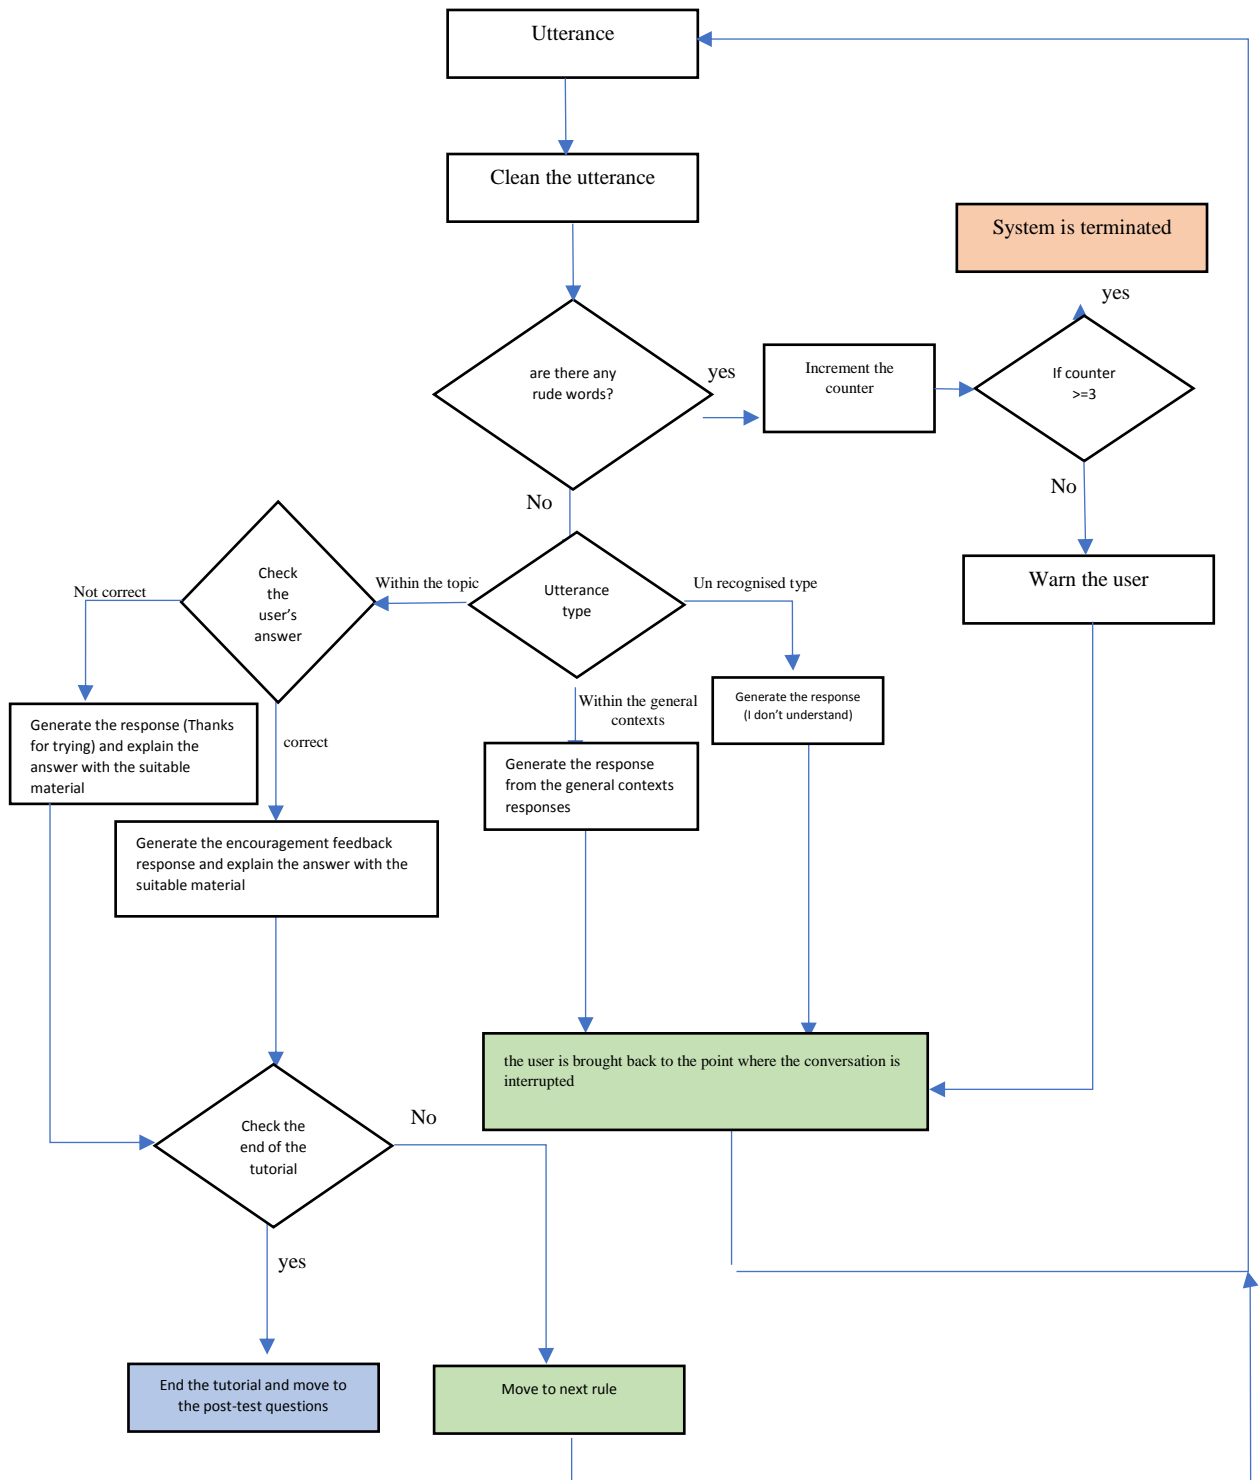 Utterance
Clean the utterance
System is terminated
yes
are there any
rude words?
yes
Increment the
counter
If counter
>=3
No
No
Check
the
user’s
answer
Not correct
Within the topic
Utterance
type
Un recognised type
Warn the user
Generate the response (Thanks
for trying) and explain the
answer with the suitable
material
correct
Within the general
contexts
Generate the response
(I don’t understand)
Generate the response
from the general contexts
responses
Generate the encouragement feedback
response and explain the answer with the
suitable material
the user is brought back to the point where the conversation is
interrupted
Check the
end of the
tutorial
No
yes
End the tutorial and move to
the post-test questions
Move to next rule